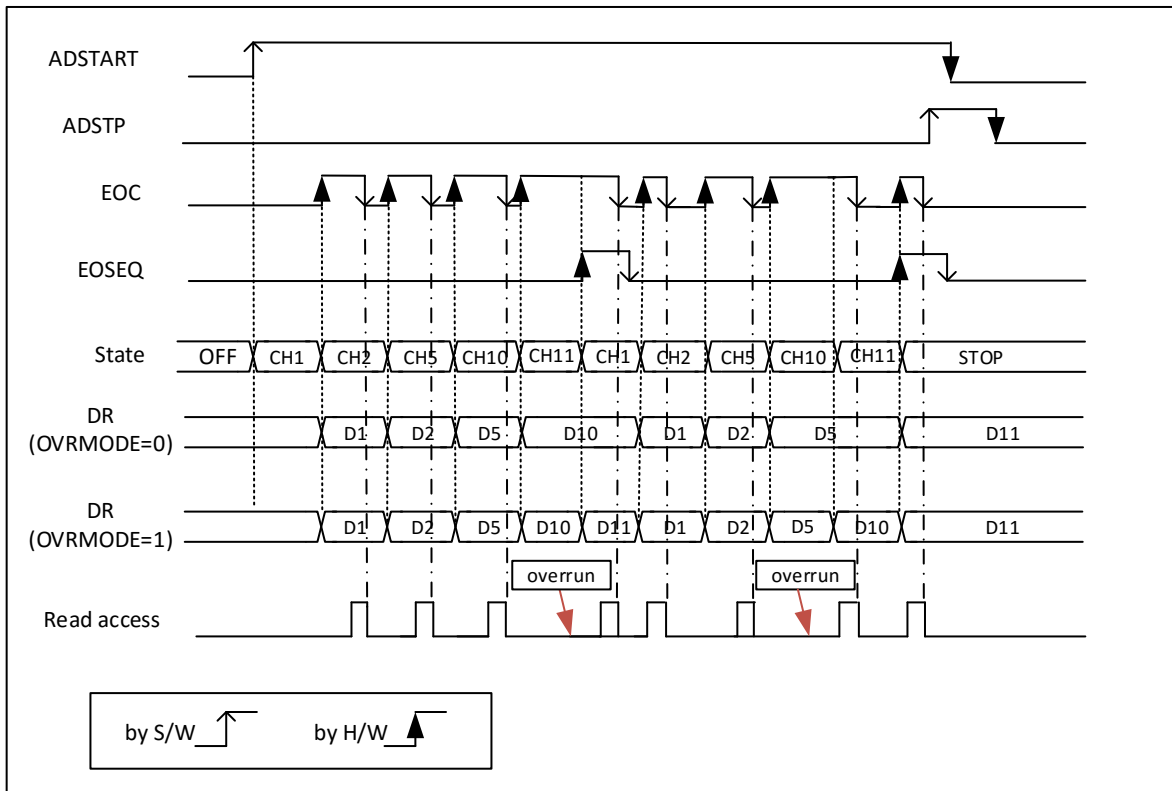 ADSTART
ADSTP
EOC
EOSEQ
State OFF CH1 CH2 CH5 CH10 CH11 CH1 CH2 CH5 CH10 CH11 STOP
DR
(OVRMODE=0) D1 D2 D5 D10 D1 D2 D5 D11
DR
(OVRMODE=1) D1 D2 D5 D10 D11 D1 D2 D5 D10 D11
overrun overrun
Read access
by S/W by H/W